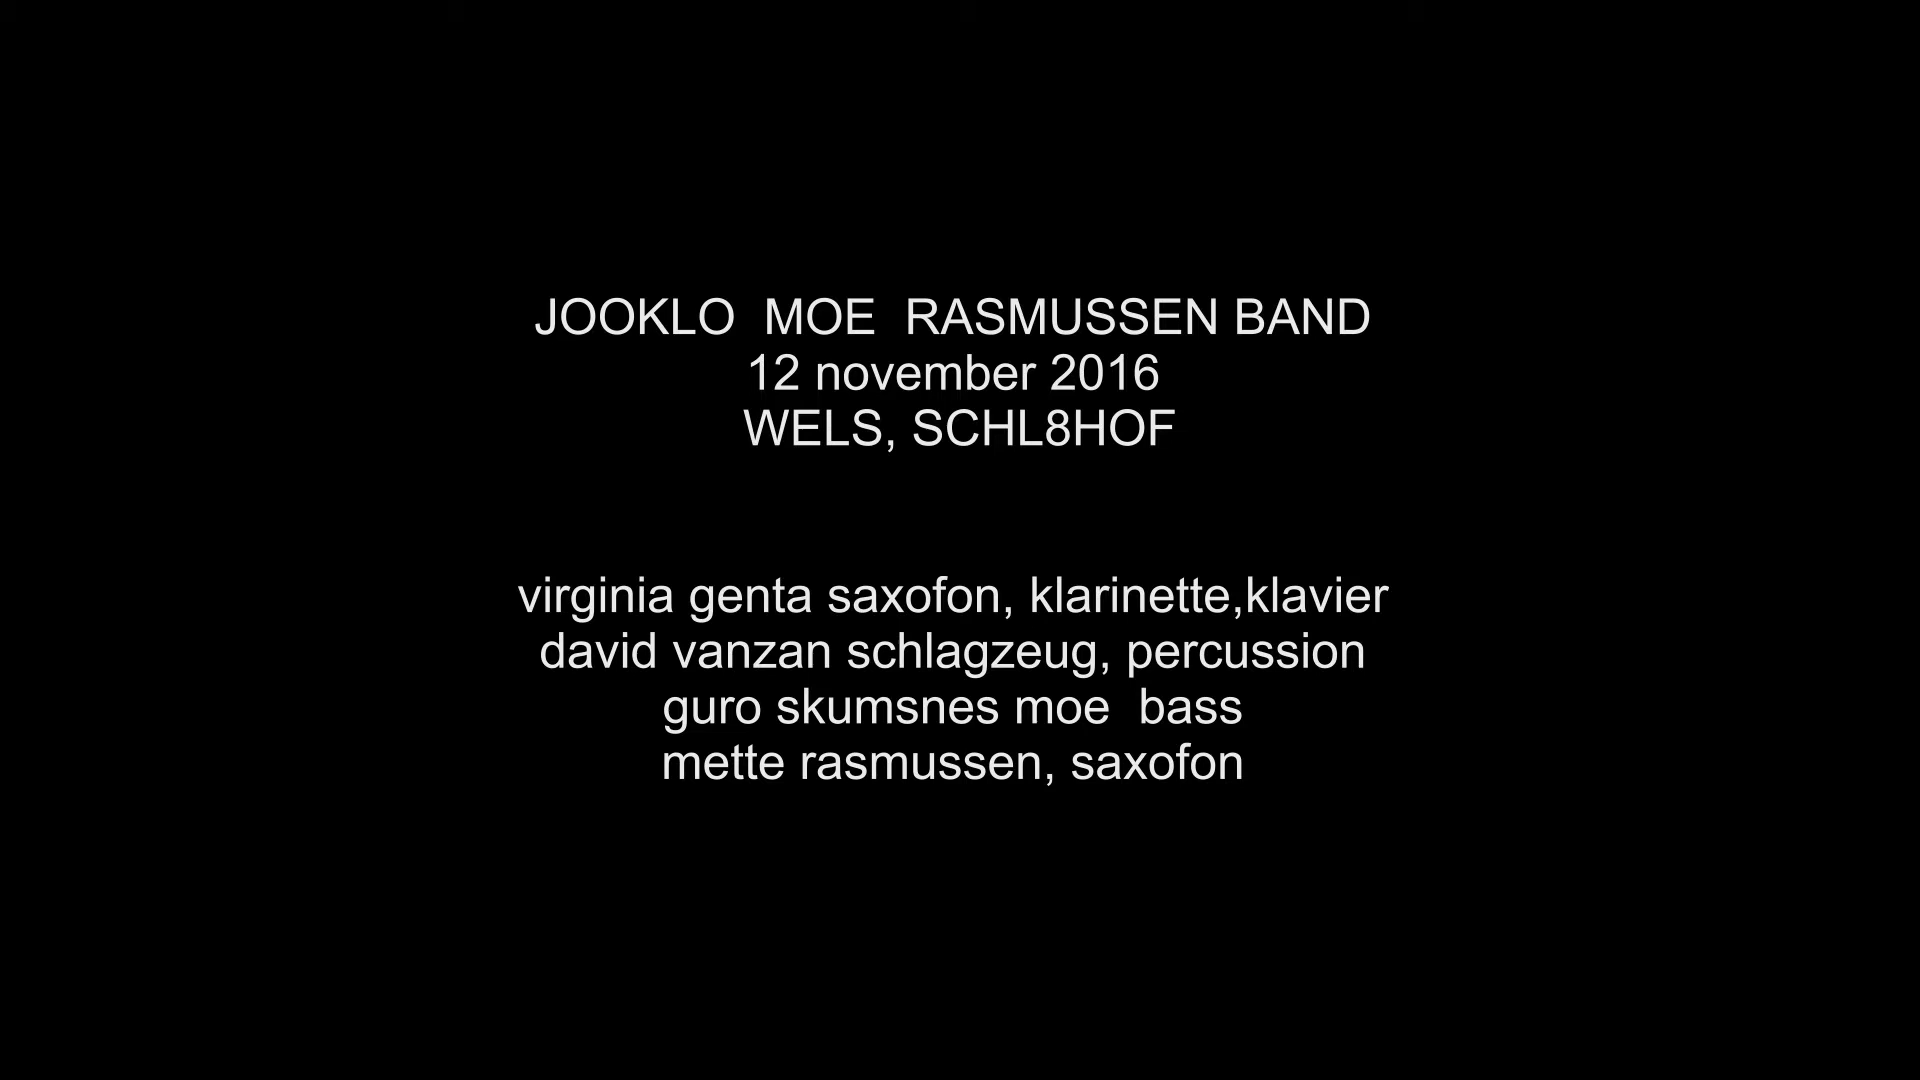 JOOKLO  MOE  RASMUSSEN BAND
12 november 2016
WELS, SCHL8HOF
virginia genta saxofon, klarinette,klavier
david vanzan schlagzeug, percussion
guro skumsnes moe  bass
mette rasmussen, saxofon